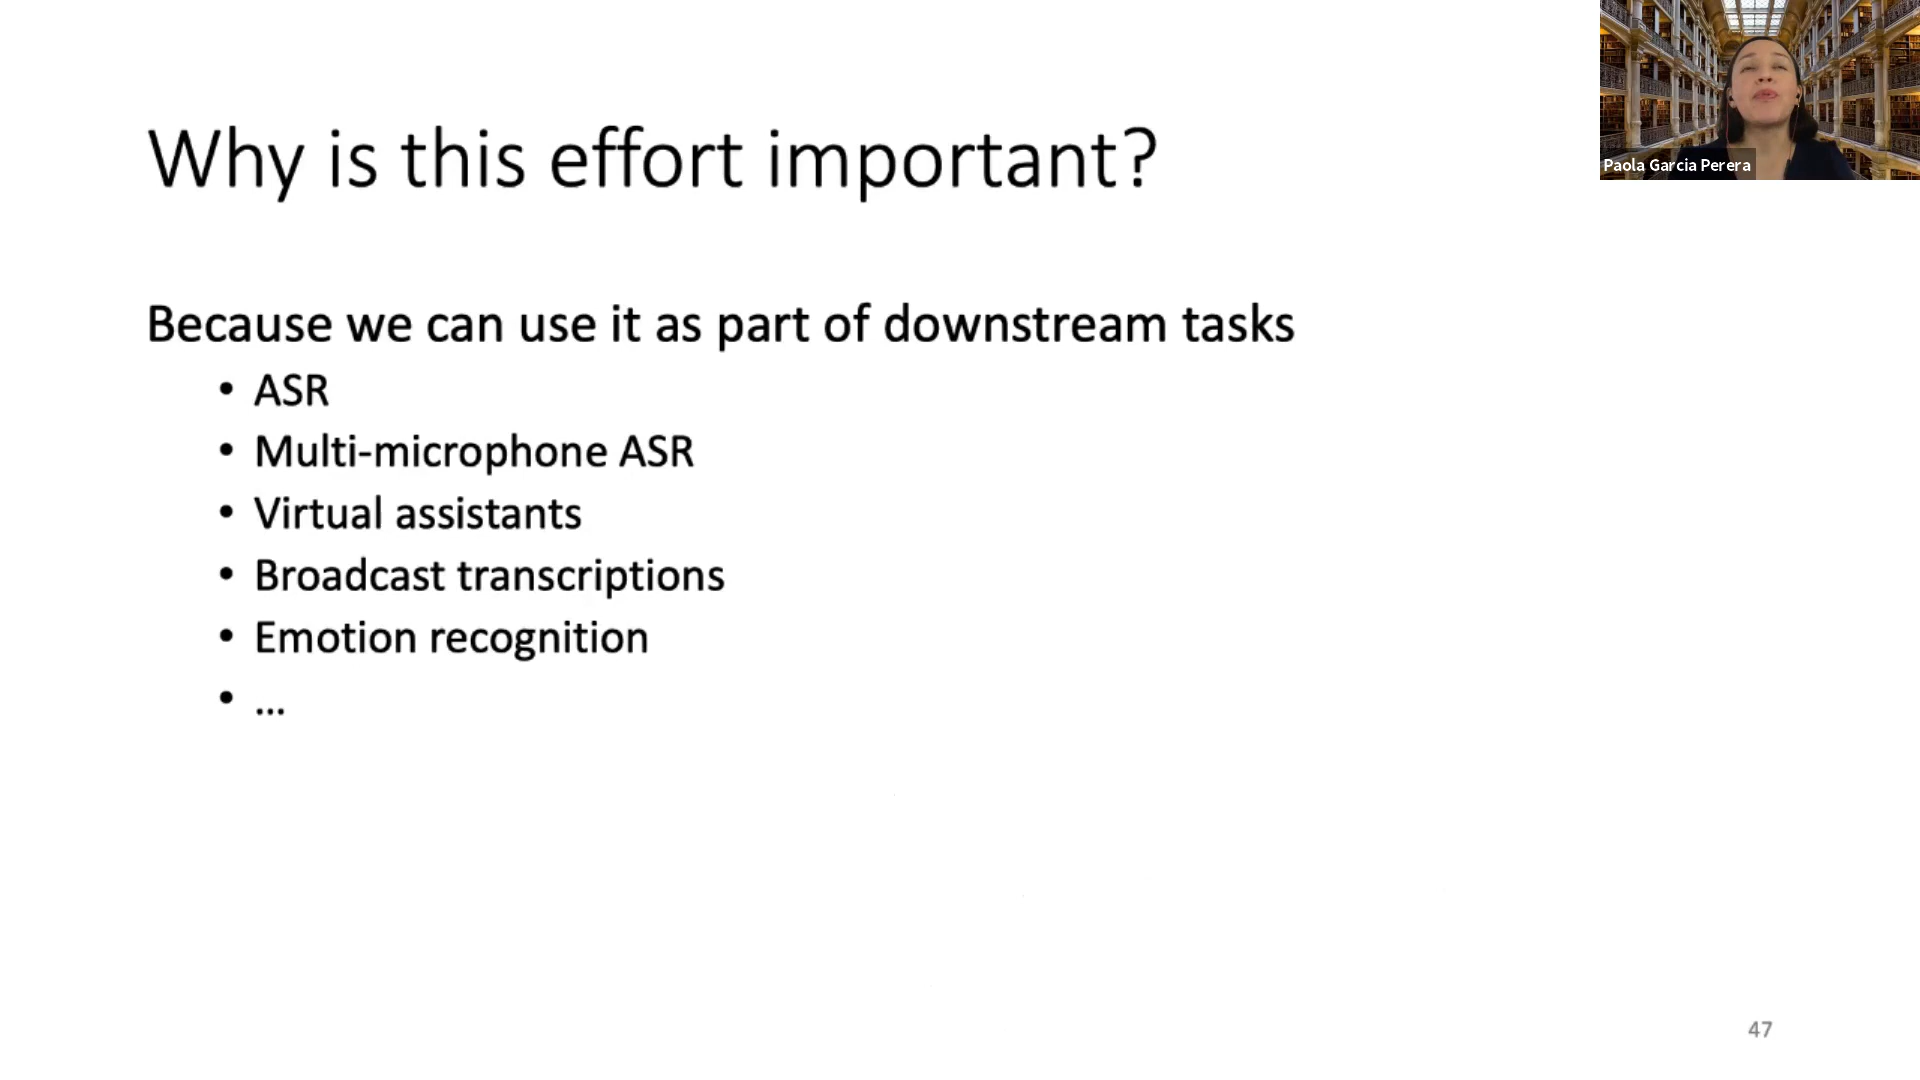 Why is this effort important?
Because we can use it as part of downstream tasks
• ASR
• Multi-microphone ASR
• Virtual assistants
• Broadcast transcriptions
• Emotion recognition
• ...
Paola Garcia Perera
47